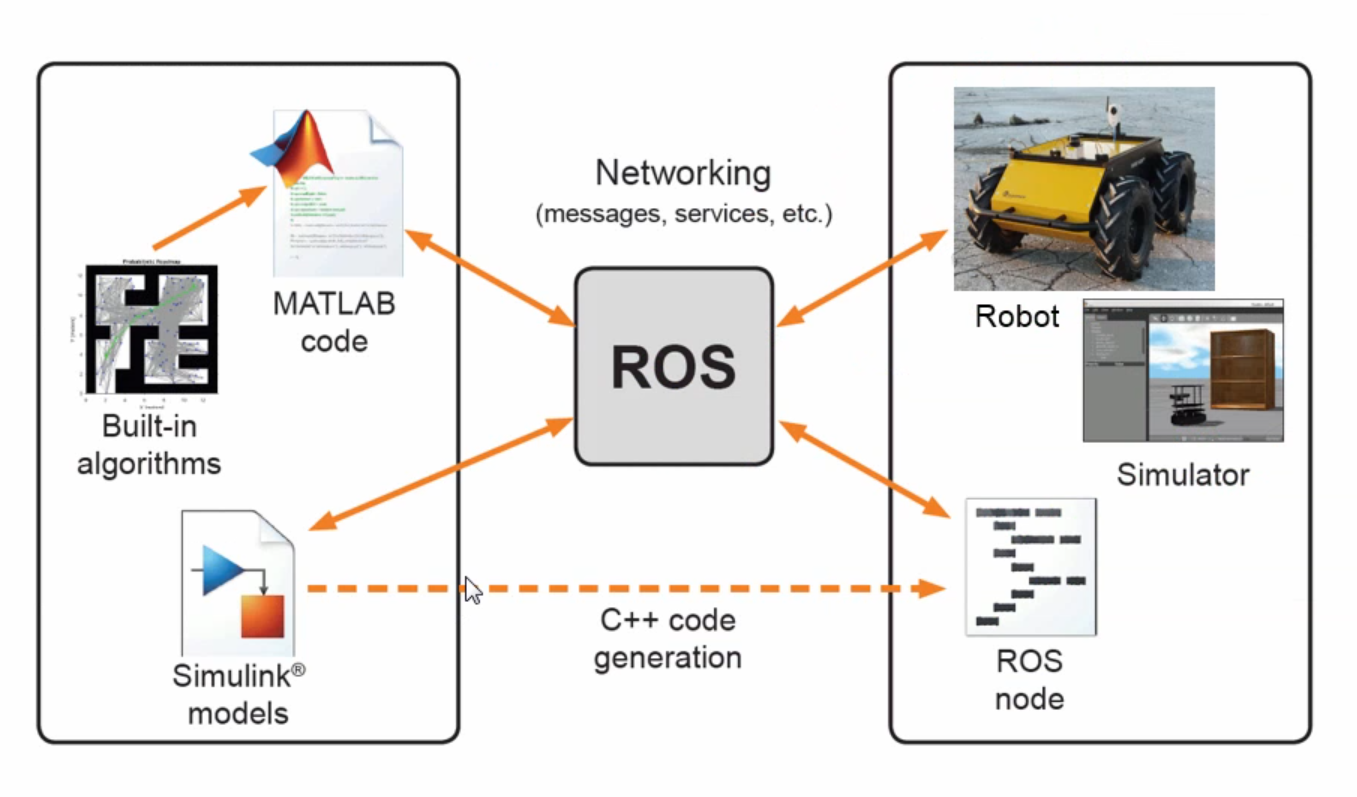 Networking
(messages, services, etc.)
MATLAB
code
Built-in
algorithms
Simulink®
models
ROS
C++ code
generation
Robot
Simulator
ROS
node